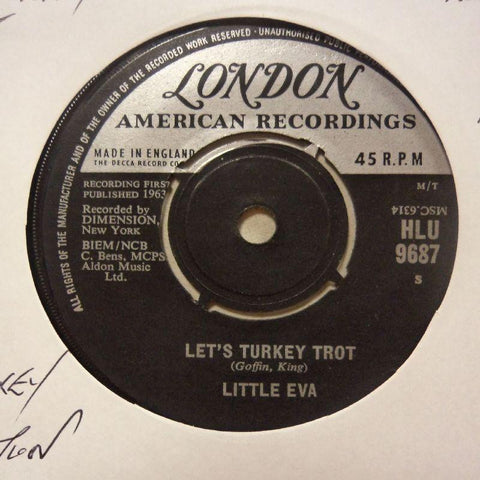 ALL RIGHTS OF THE MANUFACTURER AND OF THE OWNER OF THE RECORDED WORK RESERVED · UNAUTHORISED PUBLIC
LONDON
AMERICAN RECORDINGS
MADE IN ENGLAND
THE DECCA RECORD CO
45 R.P.M
RECORDING FIRST
PUBLISHED 1963
Recorded by
DIMENSION,
New York
BIEM/NCB
C. Bens, MCPS
Aldon Music
Ltd.
M/T
MSC.6314
HLU
9687
S
LET'S TURKEY TROT
(Goffin, King)
LITTLE EVA